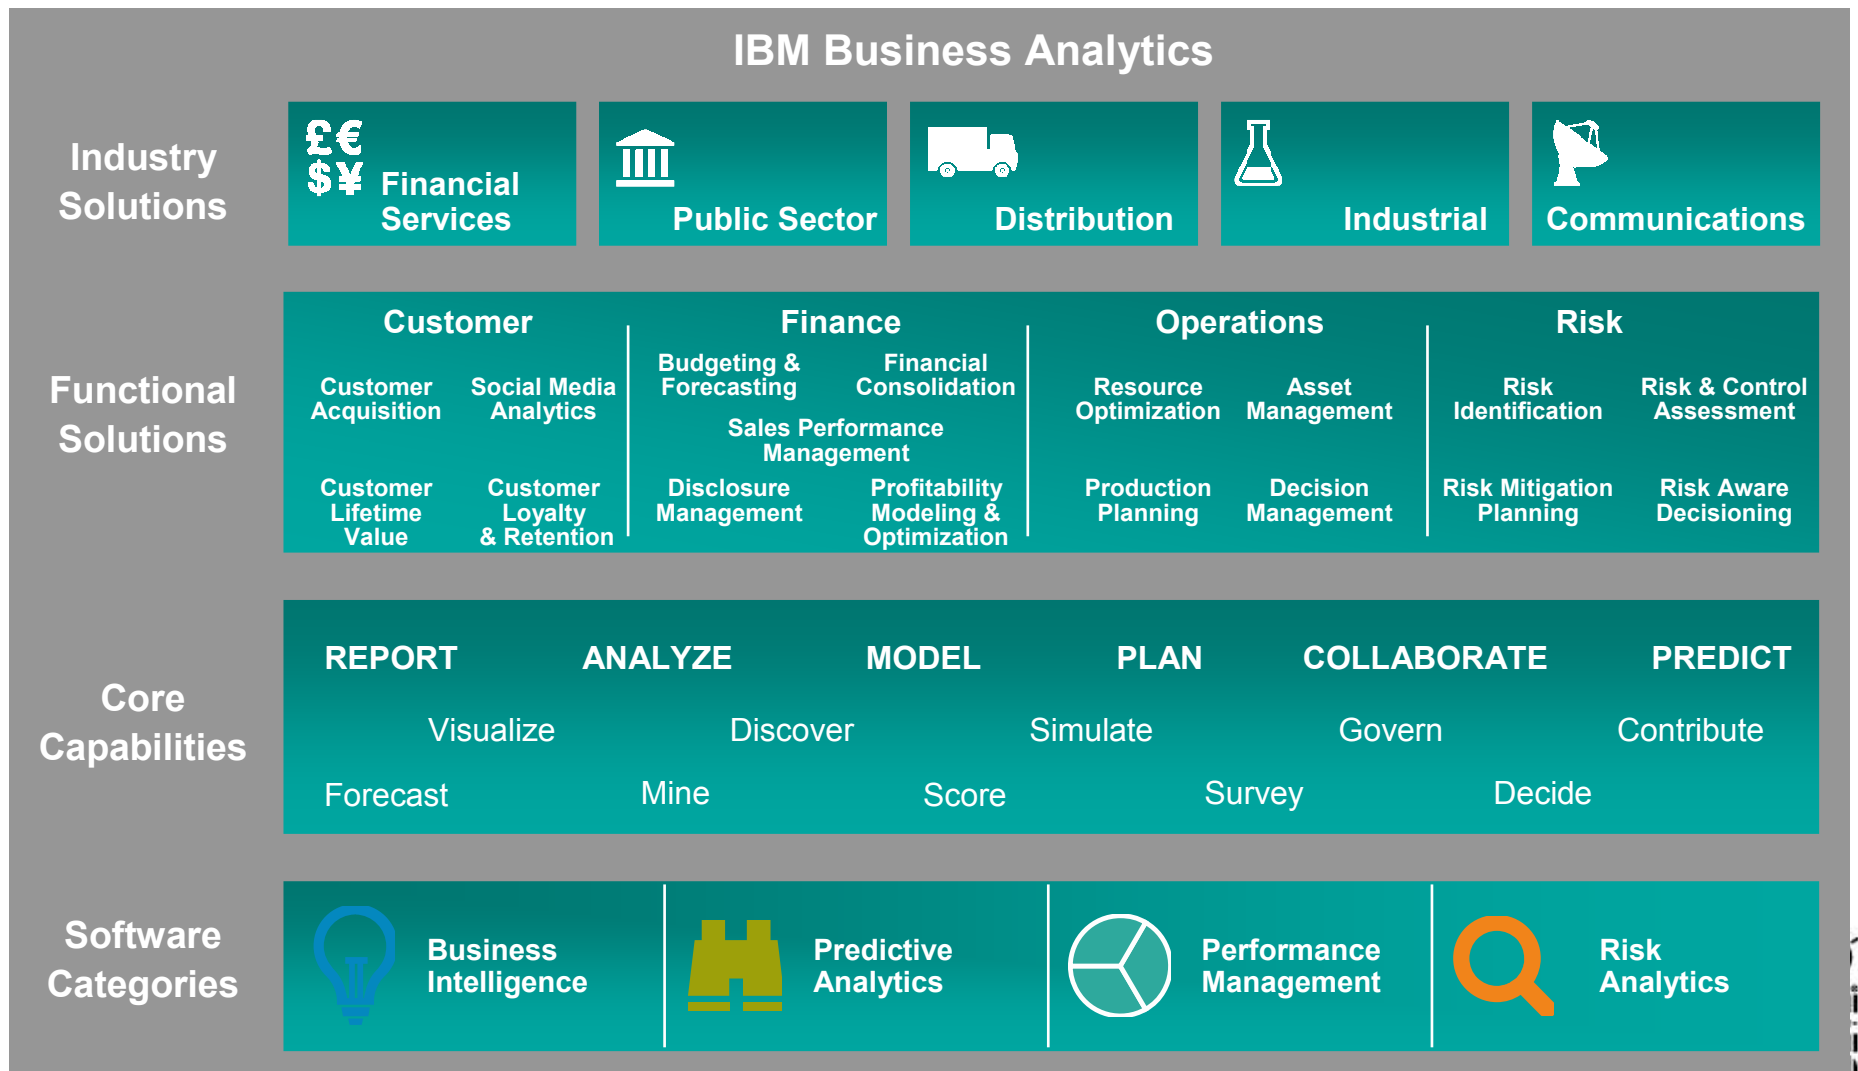 IBM Business Analytics
Industry
Solutions
£€
$¥
Financial
Services
Public Sector
Distribution
Industrial
Communications
Functional
Solutions
Customer
Customer
Acquisition
Social Media
Analytics
Customer
Lifetime
Value
Customer
Loyalty
& Retention
Finance
Budgeting &
Forecasting
Financial
Consolidation
Sales Performance
Management
Disclosure
Management
Profitability
Modeling &
Optimization
Operations
Resource
Optimization
Asset
Management
Production
Planning
Decision
Management
Risk
Risk
Identification
Risk & Control
Assessment
Risk Mitigation
Planning
Risk Aware
Decisioning
Core
Capabilities
REPORT ANALYZE MODEL PLAN COLLABORATE PREDICT
Visualize Discover Simulate Govern Contribute
Forecast Mine Score Survey Decide
Software
Categories
Business
Intelligence
Predictive
Analytics
Performance
Management
Risk
Analytics